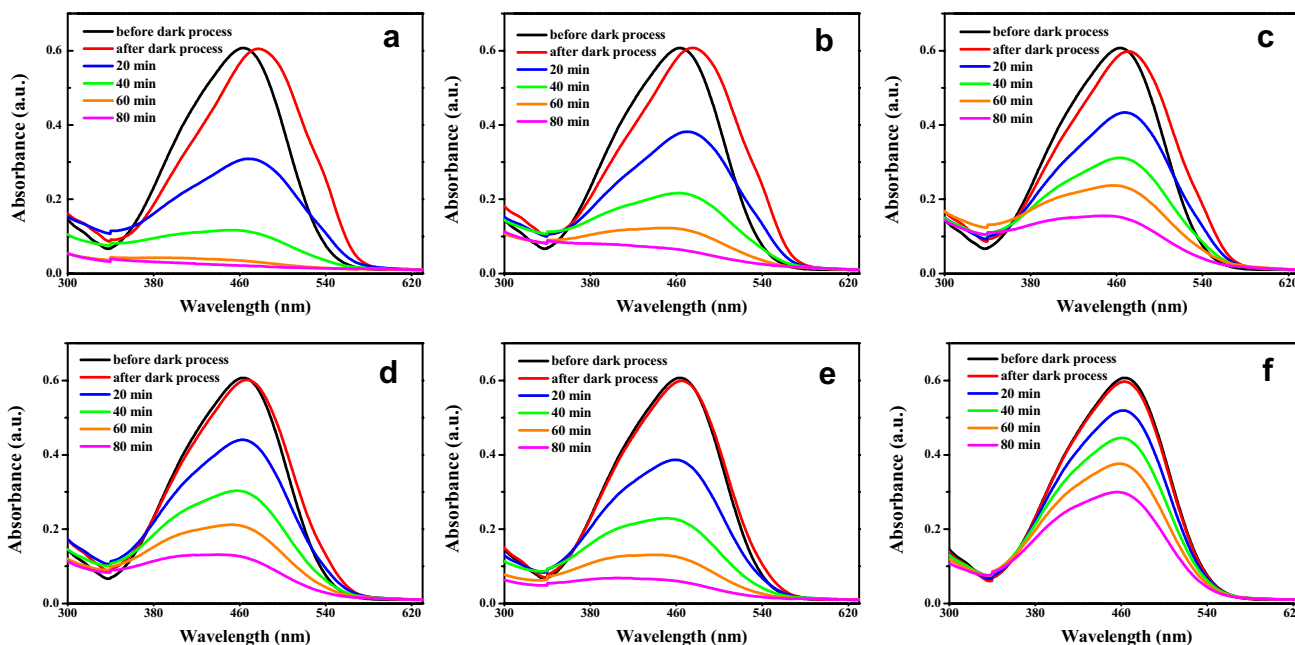 before dark process
after dark process
20 min
40 min
60 min
80 min
a
Absorbance (a.u.)
0.6
0.4
0.2
0.0
300 380 460 540 620
Wavelength (nm)
before dark process
after dark process
20 min
40 min
60 min
80 min
b
Absorbance (a.u.)
0.6
0.4
0.2
0.0
300 380 460 540 620
Wavelength (nm)
before dark process
after dark process
20 min
40 min
60 min
80 min
c
Absorbance (a.u.)
0.6
0.4
0.2
0.0
300 380 460 540
Wavelength (nm)
before dark process
after dark process
20 min
40 min
60 min
80 min
d
Absorbance (a.u.)
0.6
0.4
0.2
0.0
300 380 460 540 620
Wavelength (nm)
before dark process
after dark process
20 min
40 min
60 min
80 min
e
Absorbance (a.u.)
0.6
0.4
0.2
0.0
300 380 460 540 620
Wavelength (nm)
before dark process
after dark process
20 min
40 min
60 min
80 min
f
Absorbance (a.u.)
0.6
0.4
0.2
0.0
300 380 460 540
Wavelength (nm)